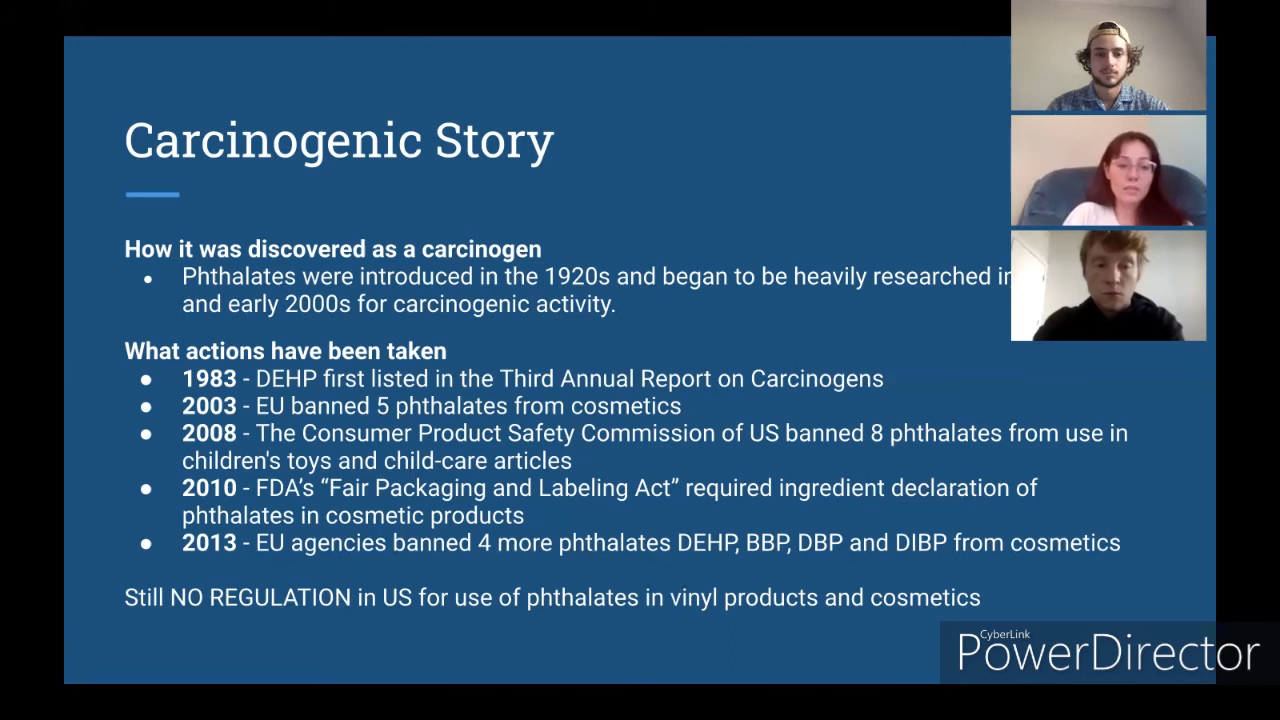 Carcinogenic Story
How it was discovered as a carcinogen
● Phthalates were introduced in the 1920s and began to be heavily researched
and early 2000s for carcinogenic activity.
What actions have been taken
● 1983 - DEHP first listed in the Third Annual Report on Carcinogens
● 2003 - EU banned 5 phthalates from cosmetics
● 2008 - The Consumer Product Safety Commission of US banned 8 phthalates from use in
children's toys and child-care articles
● 2010 - FDA’s “Fair Packaging and Labeling Act” required ingredient declaration of
phthalates in cosmetic products
● 2013 - EU agencies banned 4 more phthalates DEHP, BBP, DBP and DIBP from cosmetics
Still NO REGULATION in US for use of phthalates in vinyl products and cosmetics
CyberLink
PowerDirector